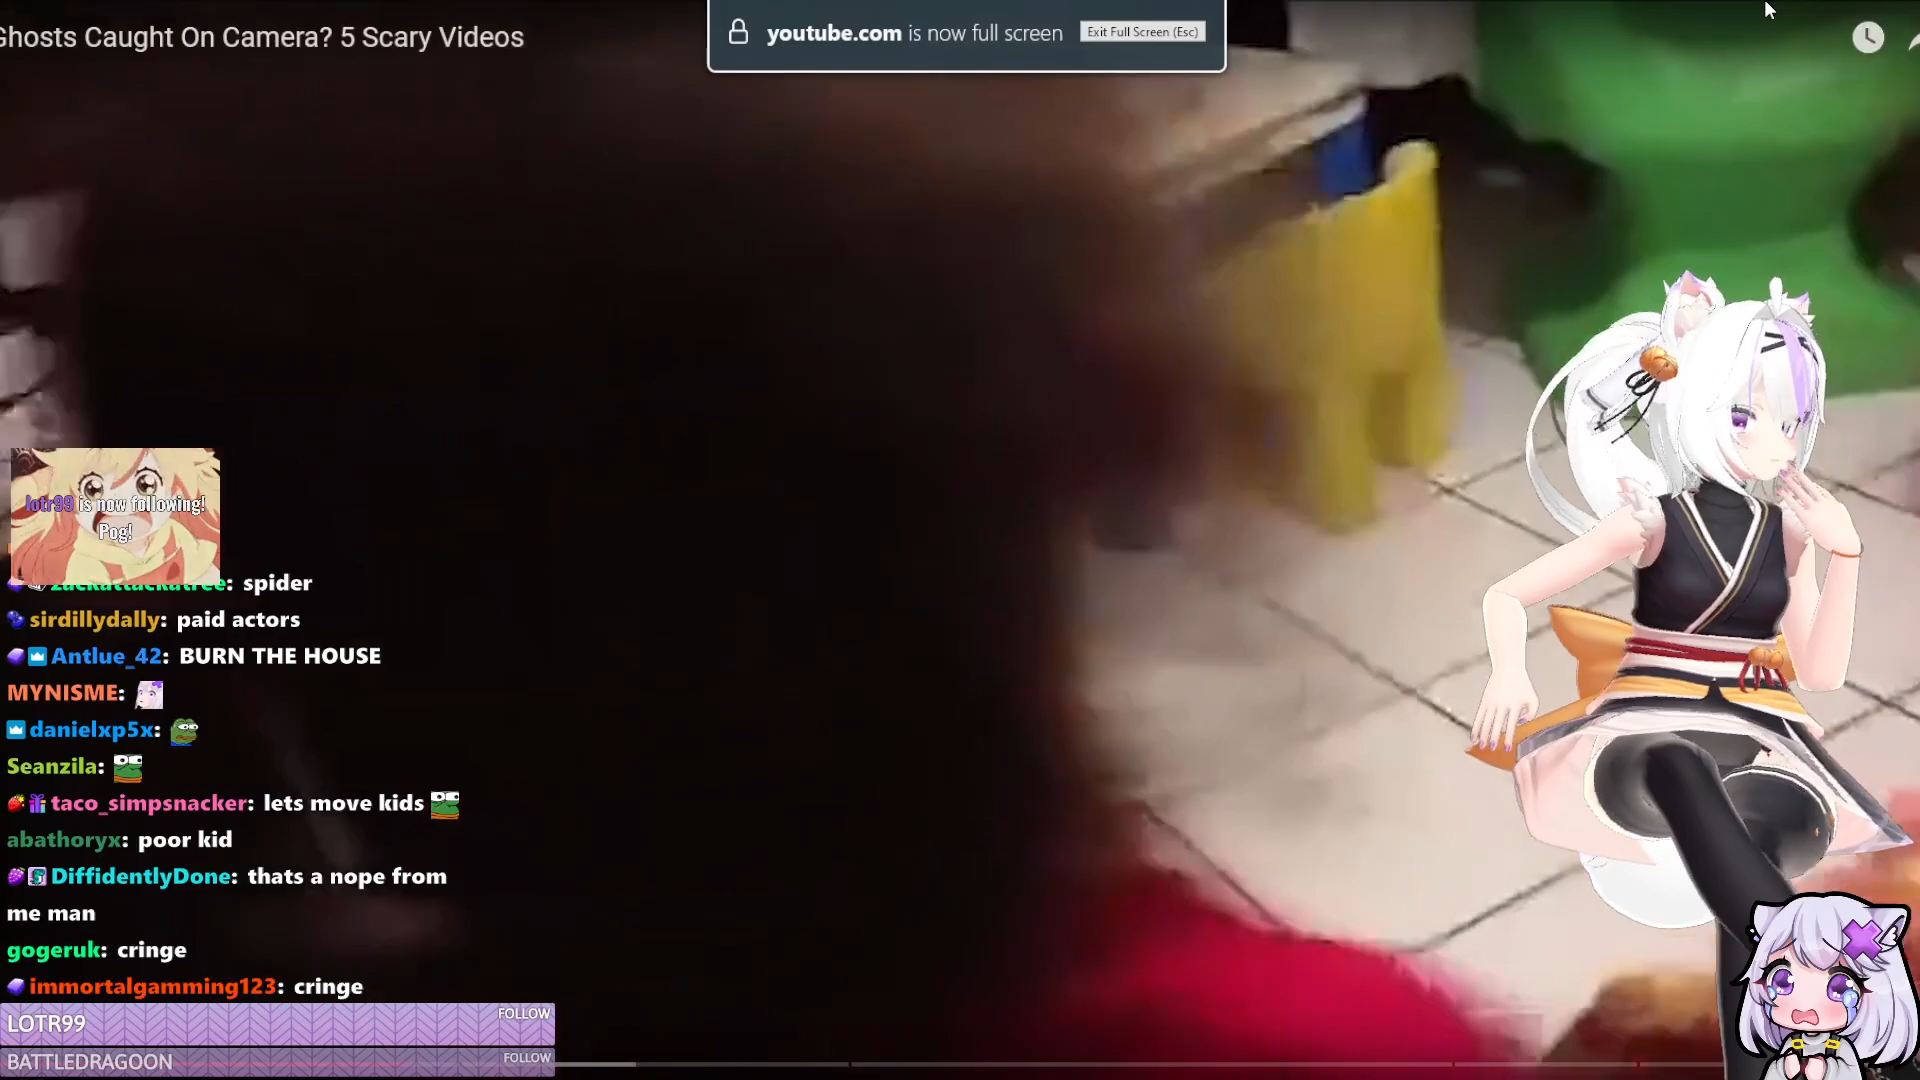 Ghosts Caught On Camera? 5 Scary Videos
youtube.com is now full screen
Exit Full Screen (Esc)
lotr99 is now following!
Pog!
zackattackatree: spider
sirdillydally: paid actors
Antlue_42: BURN THE HOUSE
MYNISME:
danielxp5x:
Seanzila:
taco_simpsnacker: lets move kids
abathoryx: poor kid
DiffidentlyDone: thats a nope from
me man
gogeruk: cringe
immortalgamming123: cringe
LOTR99 FOLLOW
BATTLEDRAGOON FOLLOW